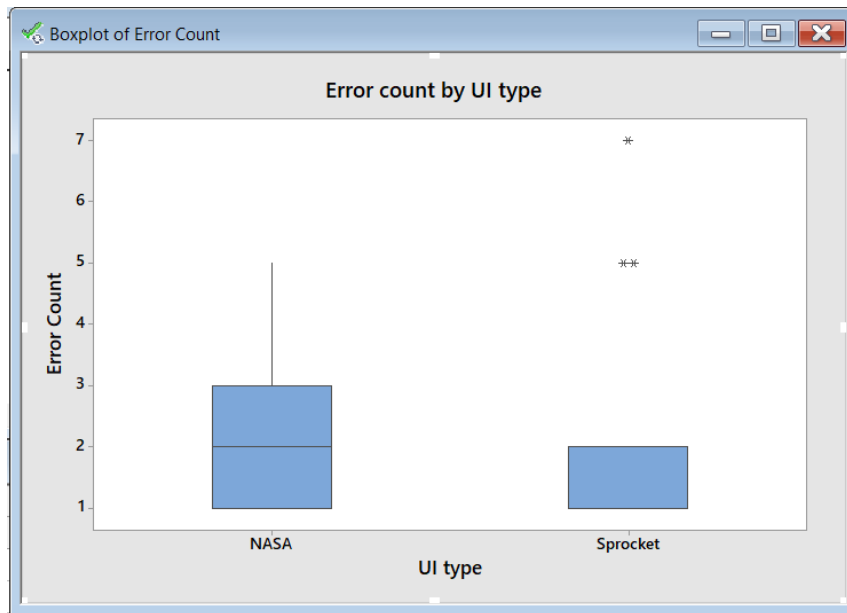 Boxplot of Error Count
Error count by UI type
7
6
5
4
3
2
1
Error Count
NASA
Sprocket
UI type